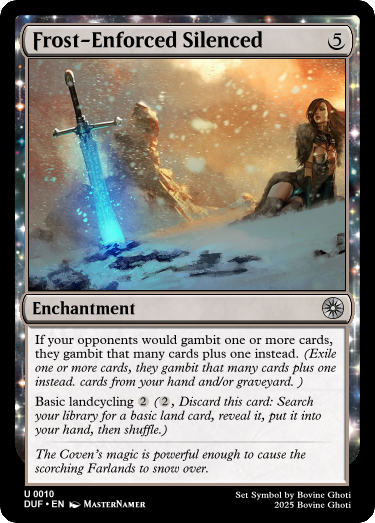 Frost-Enforced Silenced 5
Enchantment
If your opponents would gambit one or more cards,
they gambit that many cards plus one instead. (Exile
one or more cards, they gambit that many cards plus
one instead. cards from your hand and/or graveyard. )
Basic landcycling 2 (2, Discard this card: Search
your library for a basic land card, reveal it, put it into
your hand, then shuffle.)
The Coven's magic is powerful enough to cause the
scorching Farlands to snow over.
U 0010
DUF • EN MasterNamer
Set Symbol by Bovine Ghoti
2025 Bovine Ghoti